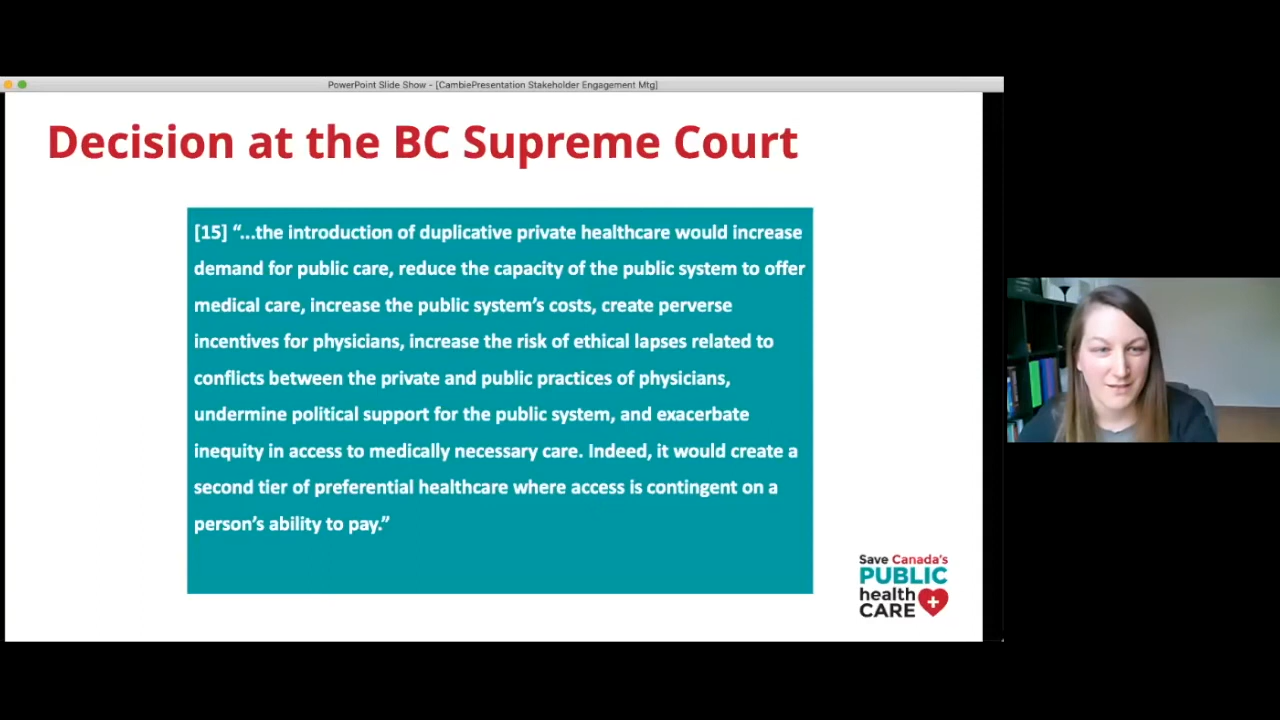 PowerPoint Slide Show - [CambiePresentation Stakeholder Engagement Mtg]
Decision at the BC Supreme Court
[15] “...the introduction of duplicative private healthcare would increase
demand for public care, reduce the capacity of the public system to offer
medical care, increase the public system’s costs, create perverse
incentives for physicians, increase the risk of ethical lapses related to
conflicts between the private and public practices of physicians,
undermine political support for the public system, and exacerbate
inequity in access to medically necessary care. Indeed, it would create a
second tier of preferential healthcare where access is contingent on a
person’s ability to pay.”
Save Canada’s
PUBLIC
health
CARE